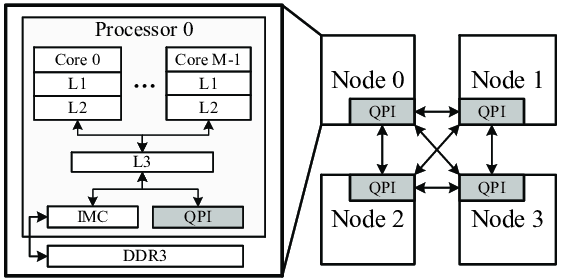 Processor 0
Core 0
L1
L2
...
Core M-1
L1
L2
L3
IMC
QPI
DDR3
Node 0
QPI
Node 1
QPI
QPI
Node 2
QPI
Node 3